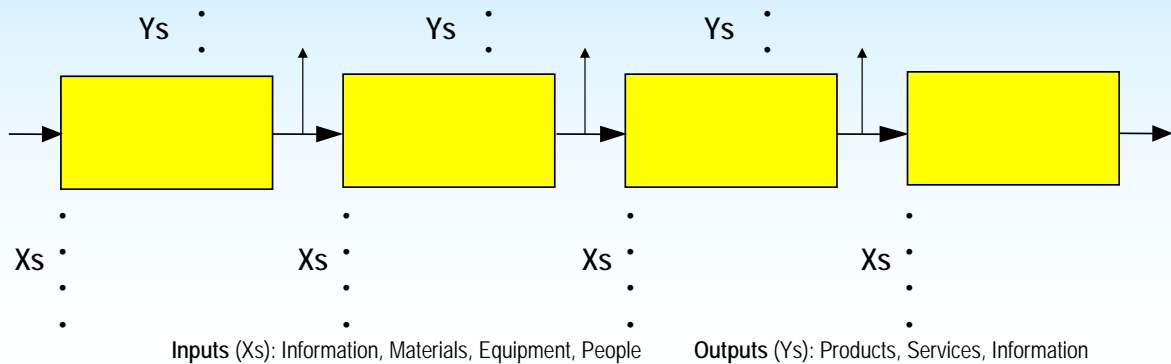 Ys Ys Ys
Xs Xs Xs Xs
Inputs (Xs): Information, Materials, Equipment, People Outputs (Ys): Products, Services, Information